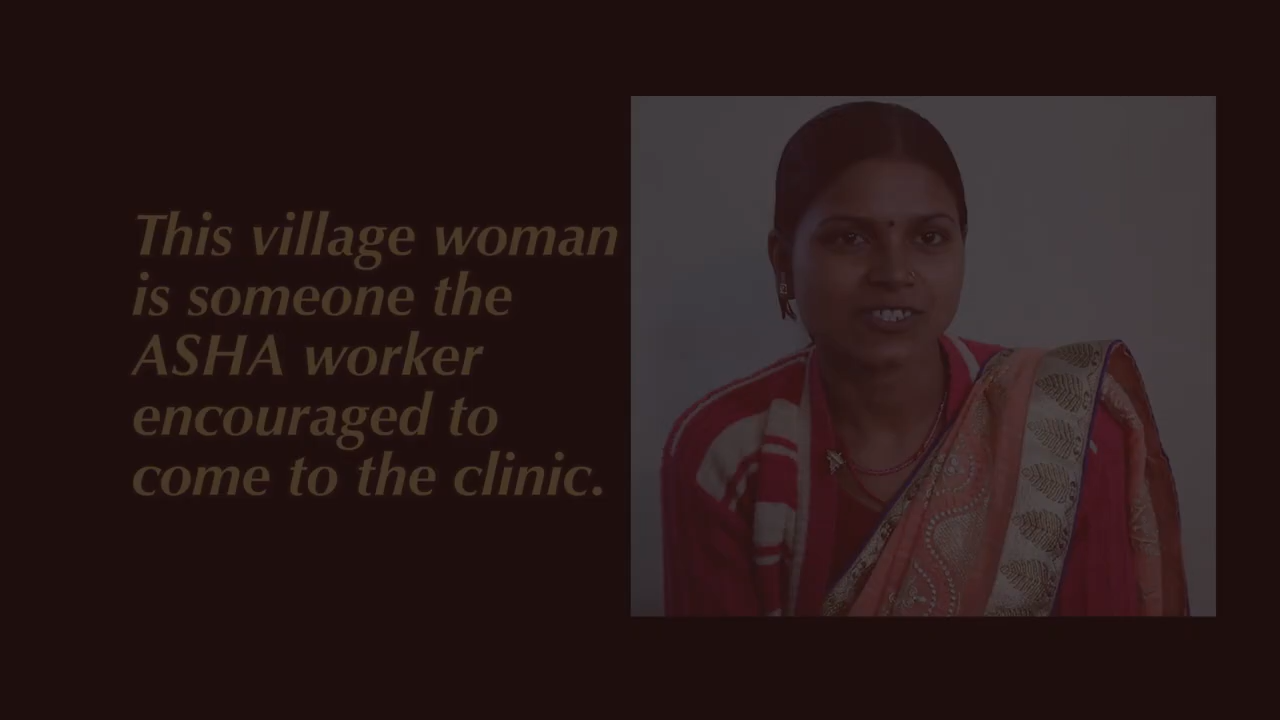 This village woman
is someone the
ASHA worker
encouraged to
come to the clinic.